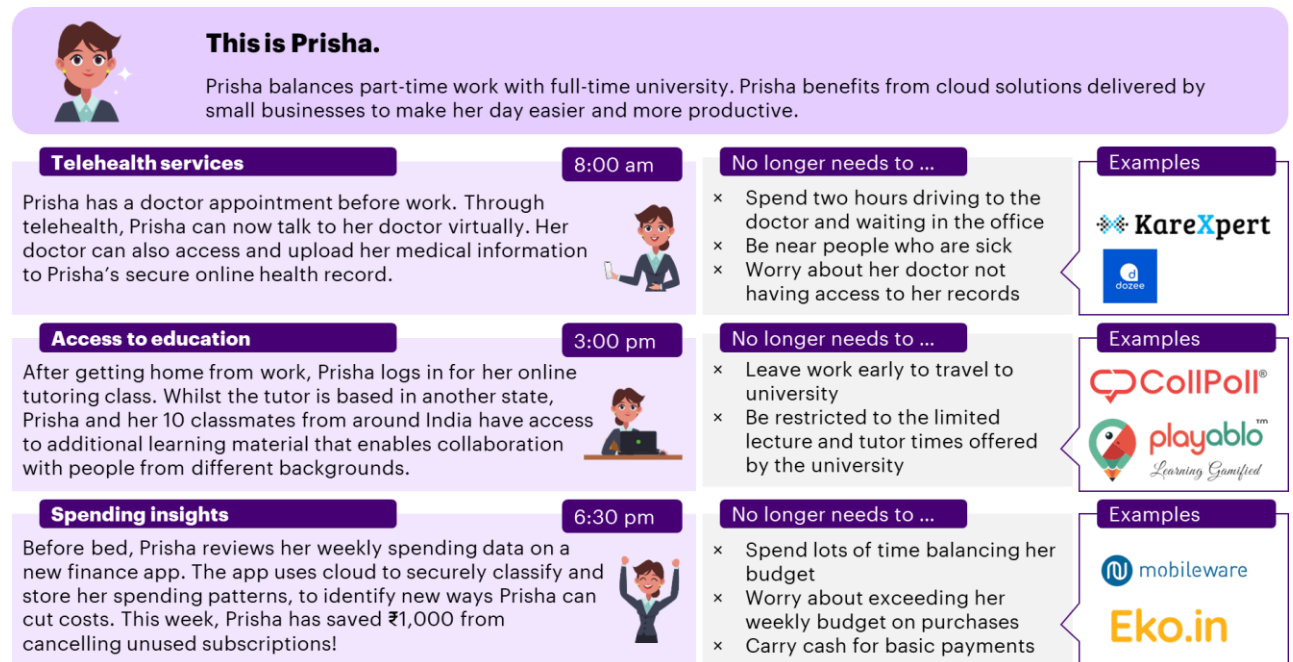 This is Prisha.
Prisha balances part-time work with full-time university. Prisha benefits from cloud solutions delivered by
small businesses to make her day easier and more productive.
Telehealth services
8:00 am
Prisha has a doctor appointment before work. Through
telehealth, Prisha can now talk to her doctor virtually. Her
doctor can also access and upload her medical information
to Prisha’s secure online health record.
No longer needs to ...
× Spend two hours driving to the
doctor and waiting in the office
× Be near people who are sick
× Worry about her doctor not
having access to her records
Examples
KareXpert
d
dozee
Access to education
3:00 pm
After getting home from work, Prisha logs in for her online
tutoring class. Whilst the tutor is based in another state,
Prisha and her 10 classmates from around India have access
to additional learning material that enables collaboration
with people from different backgrounds.
No longer needs to ...
× Leave work early to travel to
university
× Be restricted to the limited
lecture and tutor times offered
by the university
Examples
CollPoll®
playablo™
Learning Gamified
Spending insights
6:30 pm
Before bed, Prisha reviews her weekly spending data on a
new finance app. The app uses cloud to securely classify and
store her spending patterns, to identify new ways Prisha can
cut costs. This week, Prisha has saved ₹1,000 from
cancelling unused subscriptions!
No longer needs to ...
× Spend lots of time balancing her
budget
× Worry about exceeding her
weekly budget on purchases
× Carry cash for basic payments
Examples
mobileware
Eko.in